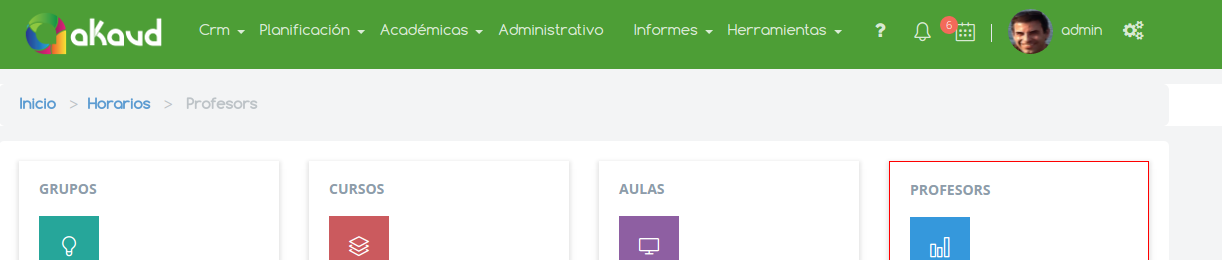 aKaud Crm Planificación Académicas Administrativo Informes Herramientas ? 6 admin
Inicio > Horarios > Profesors
GRUPOS CURSOS AULAS PROFESORS